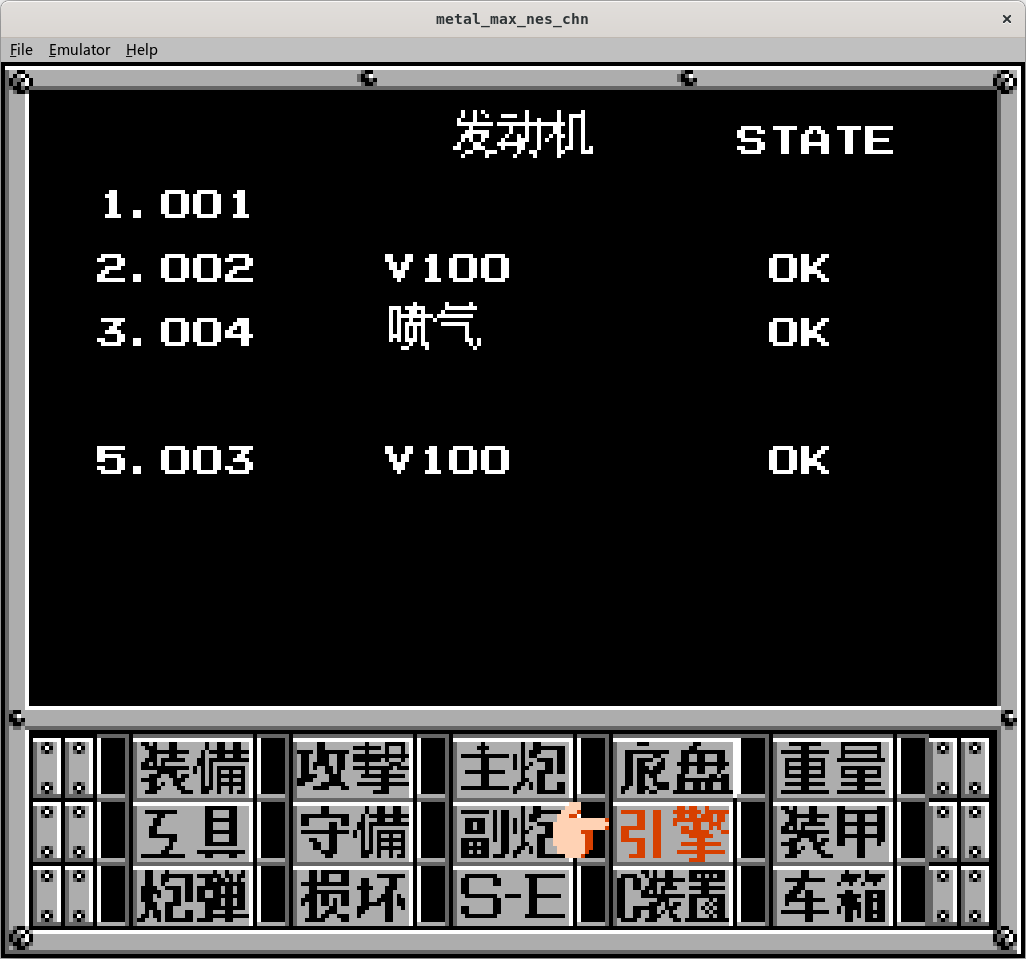 metal_max_nes_chn
File Emulator Help
发动机 STATE
1.001
2.002 V100 OK
3.004 喷气 OK
5.003 V100 OK
装備 攻撃 主炮 底盘 重量
工具 守備 副炮 引擎 装甲
炮弹 损坏 S-E C装置 车箱